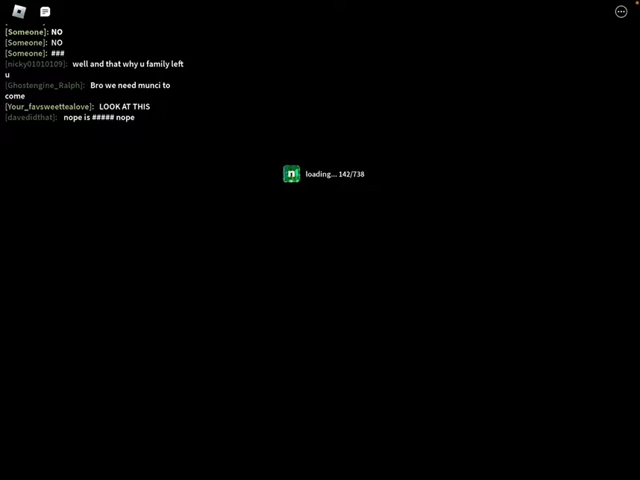 [Someone]: NO
[Someone]: NO
[Someone]: ###
[nicky01010109]: well and that why u family left
u
[Ghostengine_Ralph]: Bro we need munci to
come
[Your_favsweettealove]: LOOK AT THIS
[davedidthat]: nope is ##### nope
n
loading... 142/738